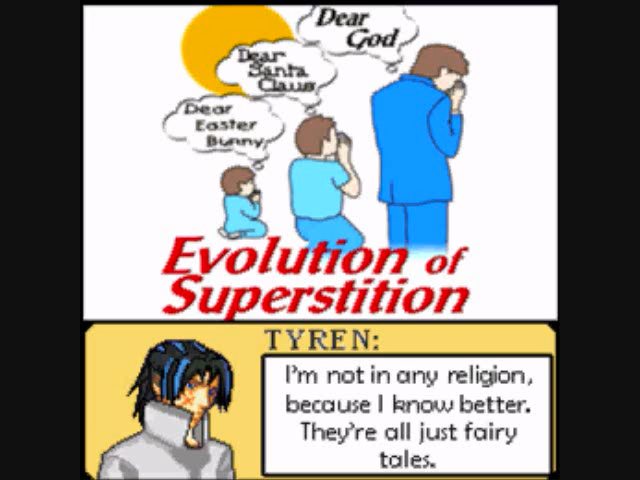 Dear
God
Dear
Santa
Claus
Dear
Easter
Bunny,
Evolution of
Superstition
TYREN:
I'm not in any religion,
because I know better.
They're all just fairy
tales.